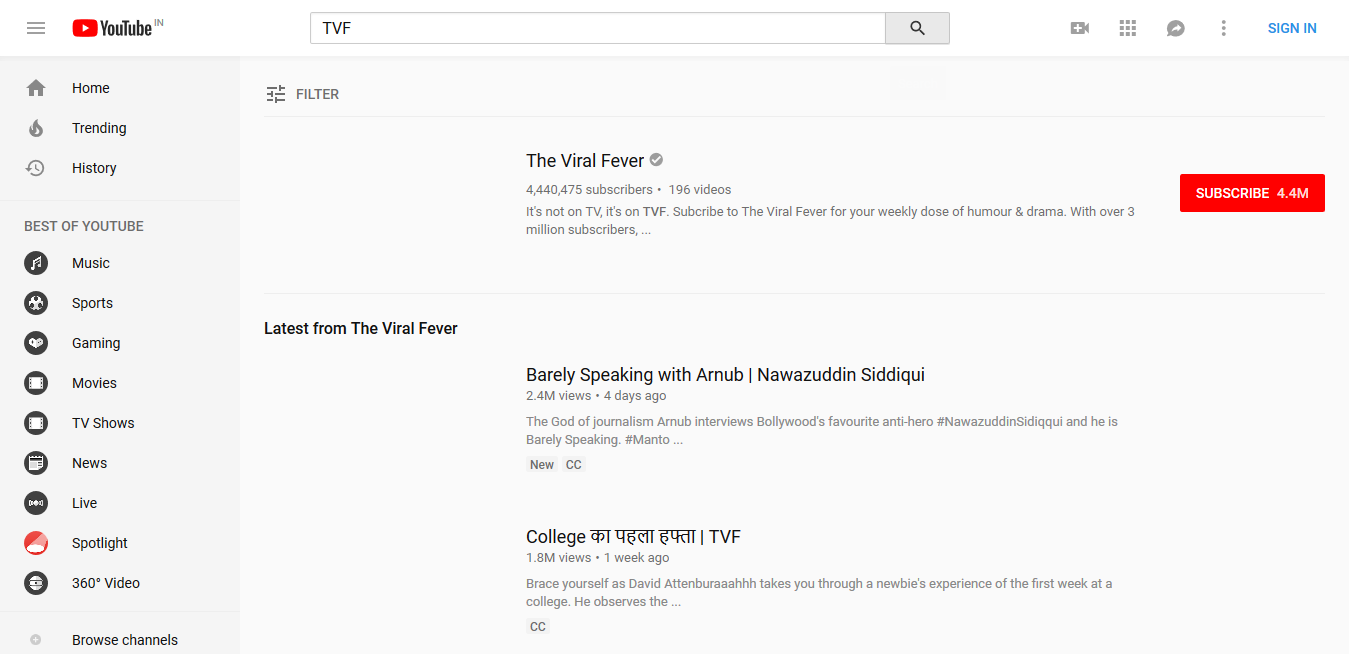 YouTube IN
TVF
SIGN IN
Home
Trending
History
BEST OF YOUTUBE
Music
Sports
Gaming
Movies
TV Shows
News
Live
Spotlight
360° Video
Browse channels
FILTER
The Viral Fever
4,440,475 subscribers • 196 videos
It's not on TV, it's on TVF. Subcribe to The Viral Fever for your weekly dose of humour & drama. With over 3
million subscribers, ...
SUBSCRIBE 4.4M
Latest from The Viral Fever
Barely Speaking with Arnub | Nawazuddin Siddiqui
2.4M views • 4 days ago
The God of journalism Arnub interviews Bollywood's favourite anti-hero #NawazuddinSidiqqui and he is
Barely Speaking. #Manto ...
New CC
College का पहला हफ्ता | TVF
1.8M views • 1 week ago
Brace yourself as David Attenburaaahhh takes you through a newbie's experience of the first week at a
college. He observes the ...
CC